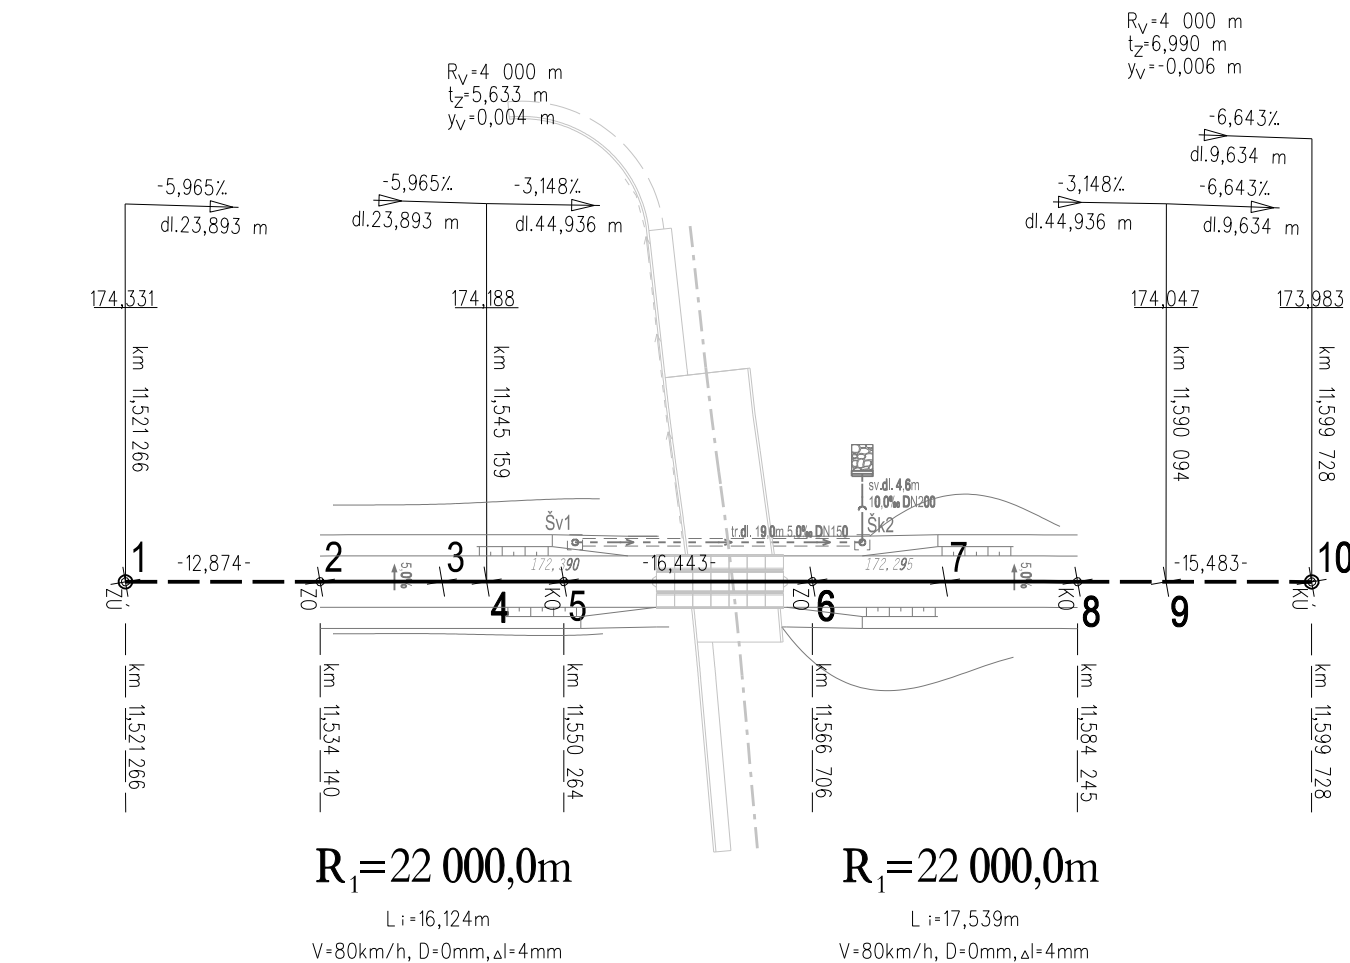 R_V=4 000 m
t_Z=6,990 m
y_V=-0,006 m
R_V=4 000 m
t_Z=5,633 m
y_V=0,004 m
-6,643‰
dl.9,634 m
-5,965‰
dl.23,893 m
-5,965‰
dl.23,893 m
-3,148‰
dl.44,936 m
-3,148‰
dl.44,936 m
-6,643‰
dl.9,634 m
174,331
174,188
174,047
173,983
km 11,521 266
km 11,545 159
km 11,590 094
km 11,599 728
sv.dl. 4,6m
10,0‰ DN200
Šv1
tr.dl. 19,0m 5,0‰ DN150
Šk2
1
-12,874-
2
3
172,390
-16,443-
172,295
7
-15,483-
10
5,0%
5,0%
ZÚ
ZO
4
KO
5
ZO
6
KO
8
9
KÚ
km 11,521 266
km 11,534 140
km 11,550 264
km 11,566 706
km 11,584 245
km 11,599 728
R₁=22 000,0m
L i=16,124m
V=80km/h, D=0mm,△I=4mm
R₁=22 000,0m
L i=17,539m
V=80km/h, D=0mm,△I=4mm